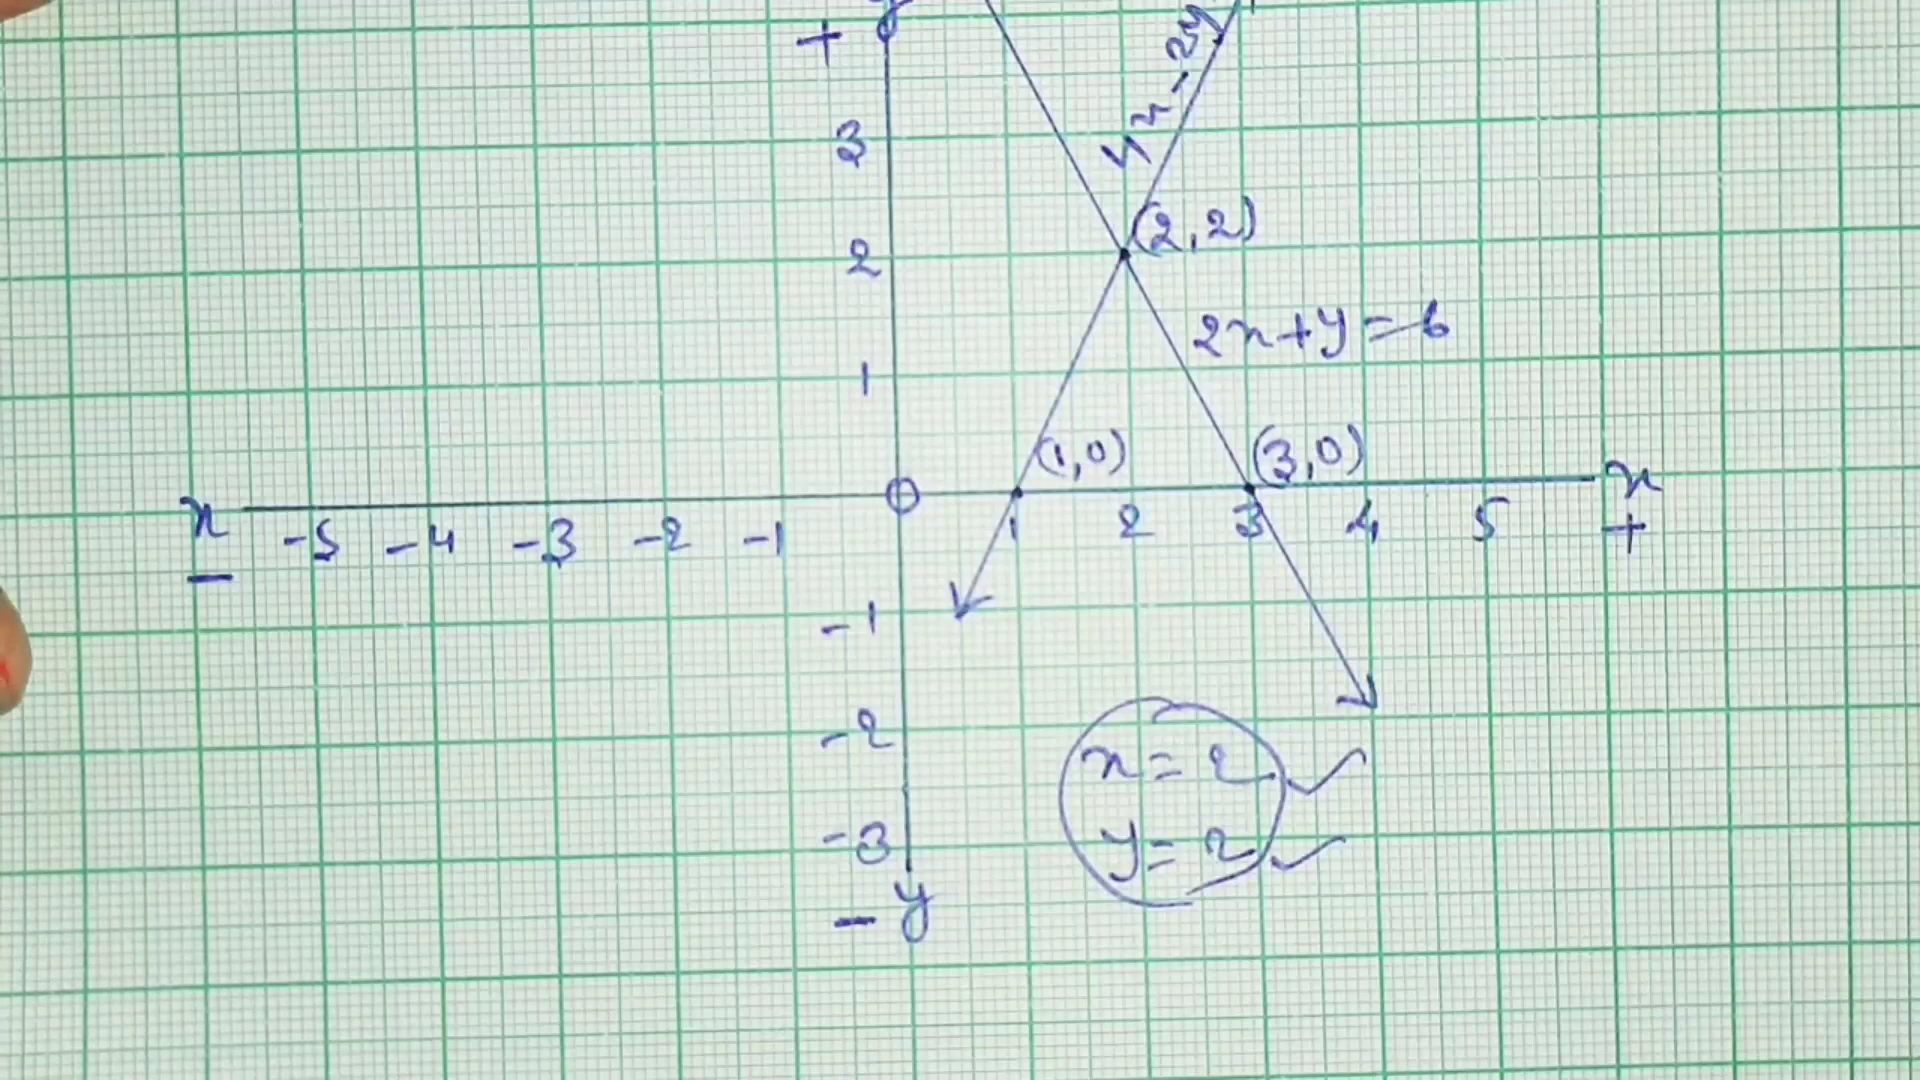 + y
4x - 2y
3
(2,2)
2
2x+y=6
1
(1,0)
(3,0)
x
x
-5 -4 -3 -2 -1 0 1 2 3 4 5
+
-
-1
-2
x = 2 ✓
-3
y = 2 ✓
- y